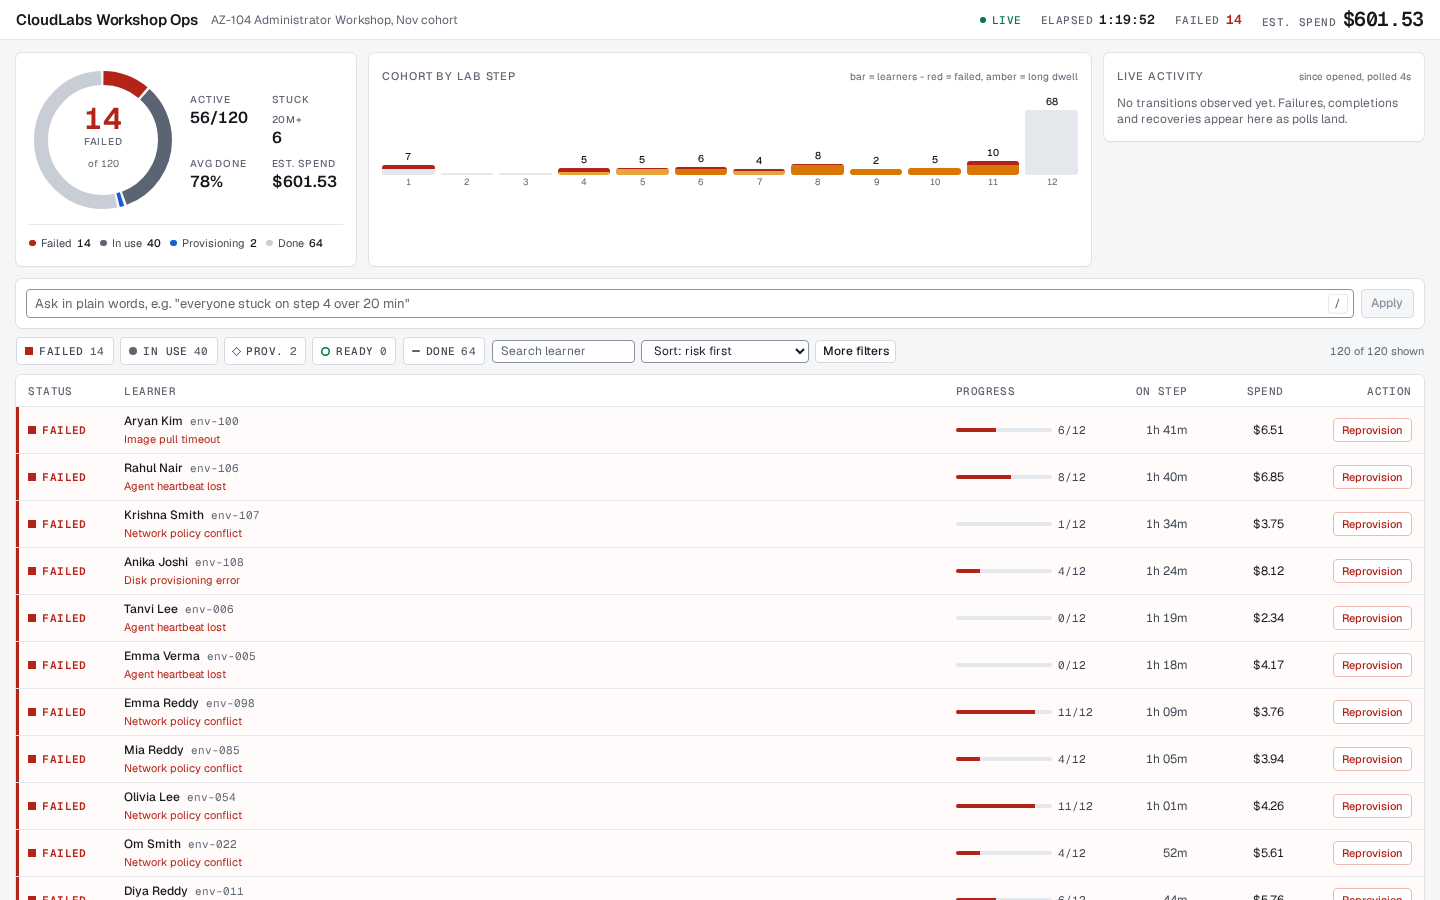 CloudLabs Workshop Ops AZ-104 Administrator Workshop, Nov cohort
LIVE ELAPSED 1:19:52 FAILED 14 EST. SPEND $601.53
14
FAILED
of 120
ACTIVE
56/120
STUCK
20M+
6
AVG DONE
78%
EST. SPEND
$601.53
Failed 14 In use 40 Provisioning 2 Done 64
COHORT BY LAB STEP
bar = learners - red = failed, amber = long dwell
7 5 5 6 4 8 2 5 10 68
1 2 3 4 5 6 7 8 9 10 11 12
LIVE ACTIVITY
since opened, polled 4s
No transitions observed yet. Failures, completions
and recoveries appear here as polls land.
Ask in plain words, e.g. "everyone stuck on step 4 over 20 min" / Apply
FAILED 14 IN USE 40 PROV. 2 READY 0 DONE 64 Search learner Sort: risk first More filters 120 of 120 shown
STATUS LEARNER PROGRESS ON STEP SPEND ACTION
FAILED Aryan Kim env-100 6/12 1h 41m $6.51 Reprovision
Image pull timeout
FAILED Rahul Nair env-106 8/12 1h 40m $6.85 Reprovision
Agent heartbeat lost
FAILED Krishna Smith env-107 1/12 1h 34m $3.75 Reprovision
Network policy conflict
FAILED Anika Joshi env-108 4/12 1h 24m $8.12 Reprovision
Disk provisioning error
FAILED Tanvi Lee env-006 0/12 1h 19m $2.34 Reprovision
Agent heartbeat lost
FAILED Emma Verma env-005 0/12 1h 18m $4.17 Reprovision
Agent heartbeat lost
FAILED Emma Reddy env-098 11/12 1h 09m $3.76 Reprovision
Network policy conflict
FAILED Mia Reddy env-085 4/12 1h 05m $3.94 Reprovision
Network policy conflict
FAILED Olivia Lee env-054 11/12 1h 01m $4.26 Reprovision
Network policy conflict
FAILED Om Smith env-022 4/12 52m $5.61 Reprovision
Network policy conflict
FAILED Diya Reddy env-011 6/12 44m $5.76 Reprovision